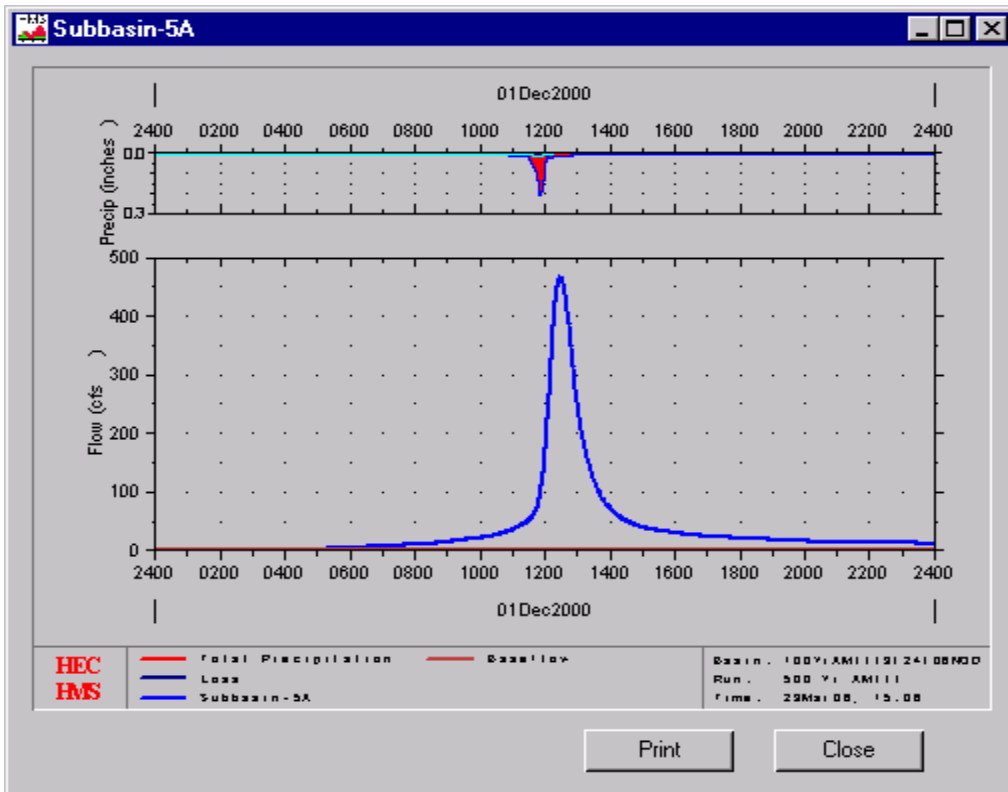 Subbasin-5A
01Dec2000
2400 0200 0400 0600 0800 1000 1200 1400 1600 1800 2000 2200 2400
Precip (inches )
0.0
0.3
Flow (cfs )
500
400
300
200
100
0
2400 0200 0400 0600 0800 1000 1200 1400 1600 1800 2000 2200 2400
01Dec2000
HEC
HMS
Total Precipitation
Baseflow
Loss
Subbasin-5A
Basin:
Run: 500
Time:
Print
Close